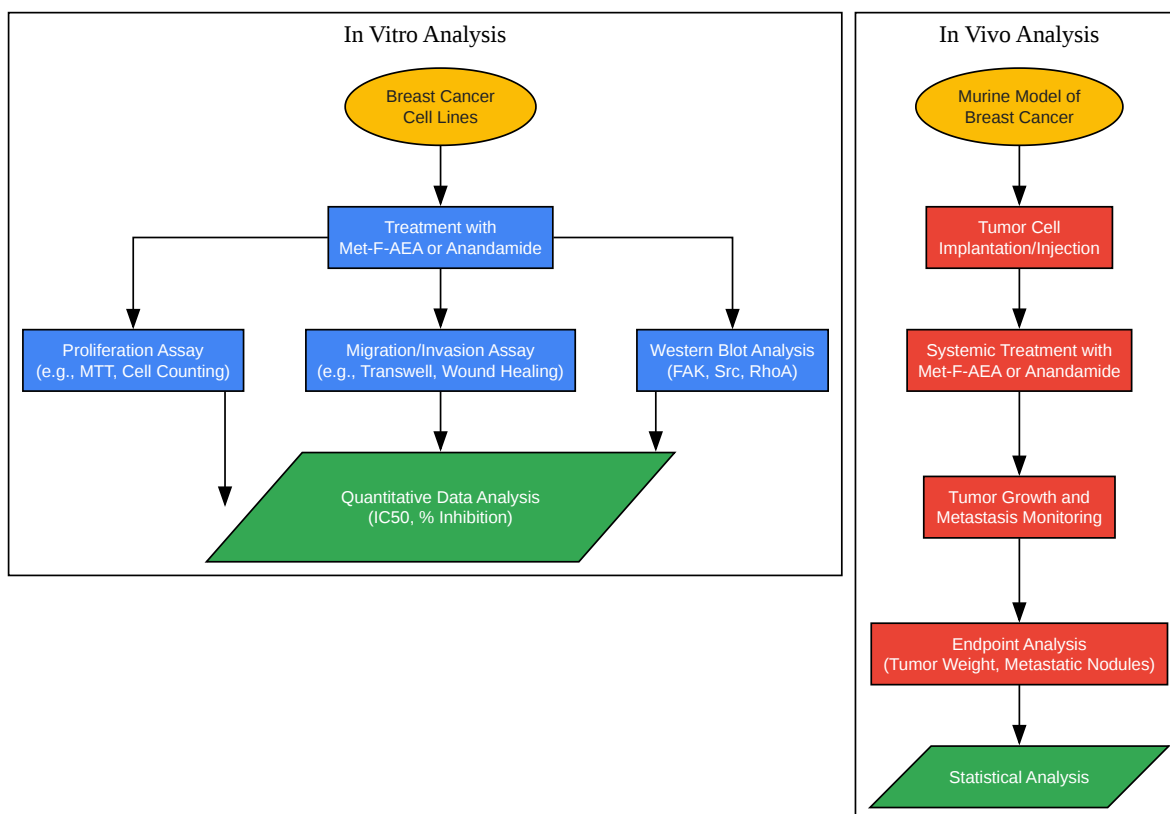 In Vitro Analysis
Breast Cancer
Cell Lines
Treatment with
Met-F-AEA or Anandamide
Proliferation Assay
(e.g., MTT, Cell Counting)
Migration/Invasion Assay
(e.g., Transwell, Wound Healing)
Western Blot Analysis
(FAK, Src, RhoA)
Quantitative Data Analysis
(IC50, % Inhibition)
In Vivo Analysis
Murine Model of
Breast Cancer
Tumor Cell
Implantation/Injection
Systemic Treatment with
Met-F-AEA or Anandamide
Tumor Growth and
Metastasis Monitoring
Endpoint Analysis
(Tumor Weight, Metastatic Nodules)
Statistical Analysis